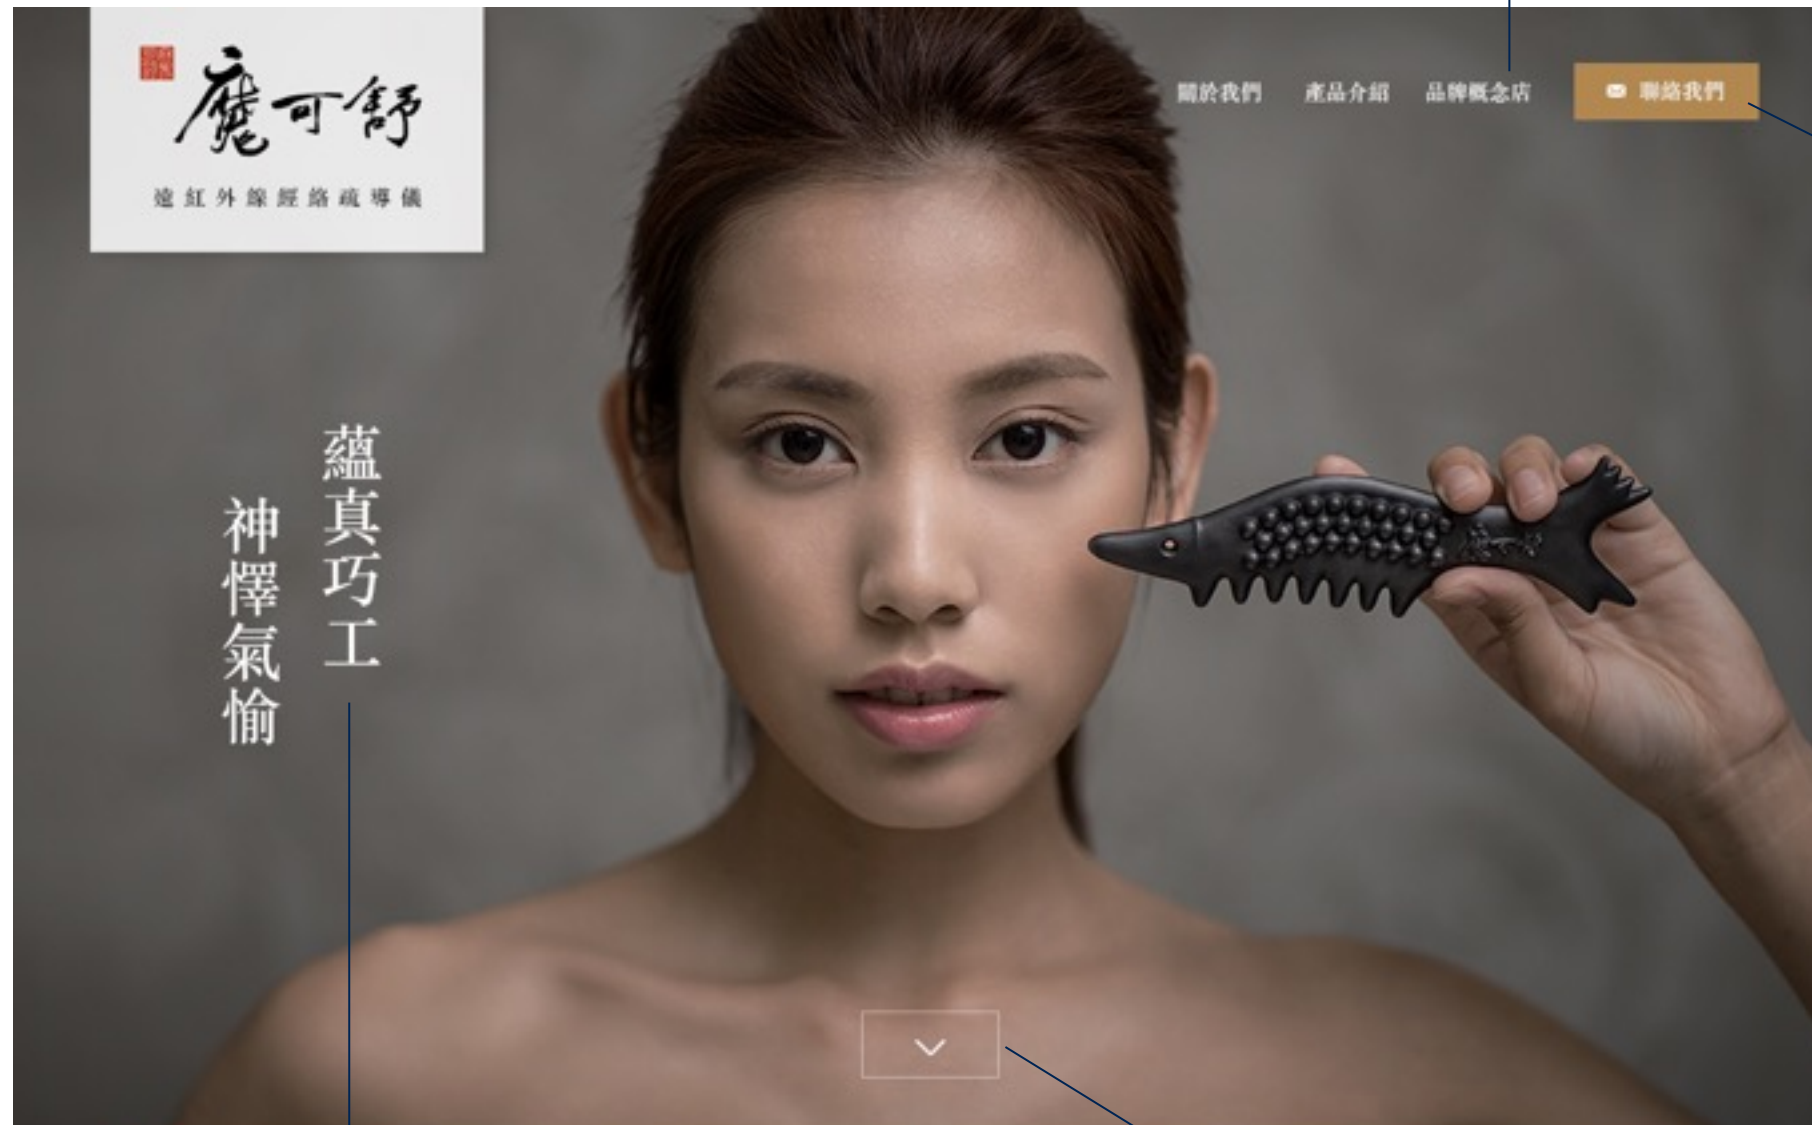 魔可舒
遠紅外線經絡疏導儀
關於我們
產品介紹
品牌概念店
聯絡我們
蘊真巧工
神懌氣愉